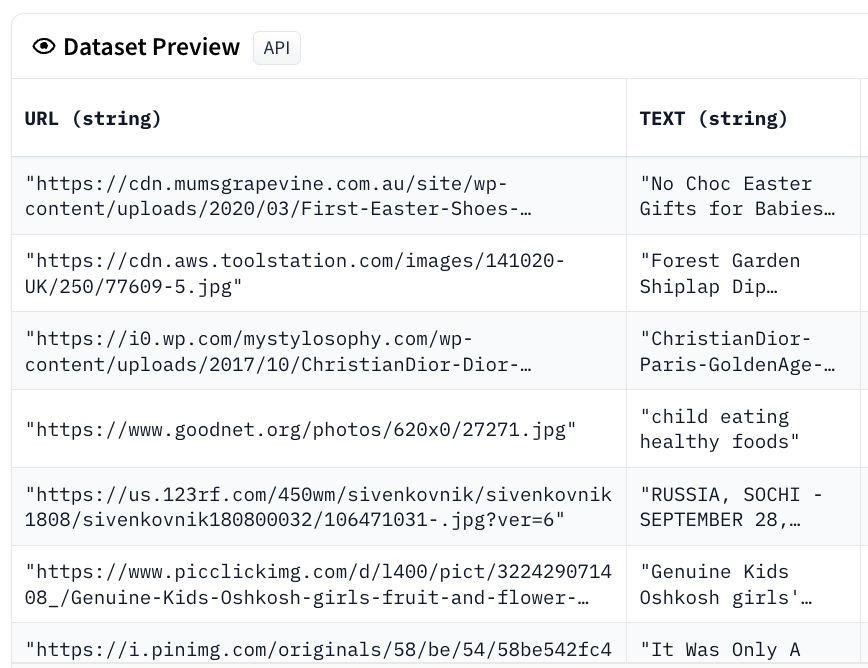 Dataset Preview API
URL (string) TEXT (string)
"https://cdn.mumsgrapevine.com.au/site/wp-
content/uploads/2020/03/First-Easter-Shoes-…
"No Choc Easter
Gifts for Babies…
"https://cdn.aws.toolstation.com/images/141020-
UK/250/77609-5.jpg"
"Forest Garden
Shiplap Dip…
"https://i0.wp.com/mystylosophy.com/wp-
content/uploads/2017/10/ChristianDior-Dior-…
"ChristianDior-
Paris-GoldenAge-…
"https://www.goodnet.org/photos/620x0/27271.jpg"
"child eating
healthy foods"
"https://us.123rf.com/450wm/sivenkovnik/sivenkovnik
1808/sivenkovnik180800032/106471031-.jpg?ver=6"
"RUSSIA, SOCHI -
SEPTEMBER 28,…
"https://www.picclickimg.com/d/l400/pict/3224290714
08_/Genuine-Kids-Oshkosh-girls-fruit-and-flower-…
"Genuine Kids
Oshkosh girls'…
"https://i.pinimg.com/originals/58/be/54/58be542fc4
"It Was Only A